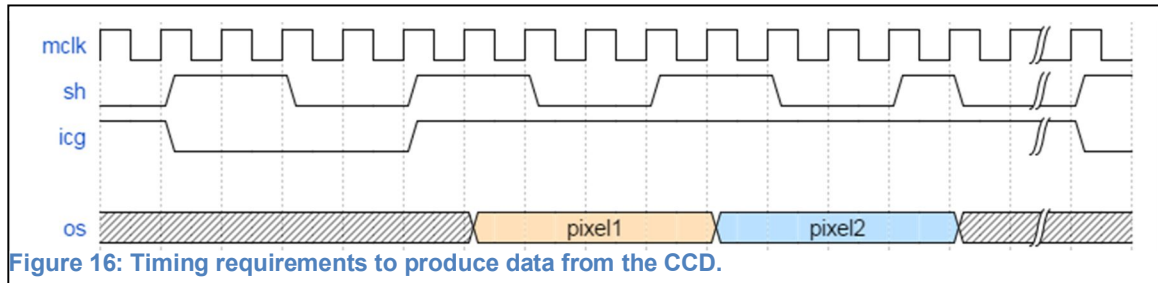 mclk
sh
icg
os
pixel1
pixel2
Figure 16: Timing requirements to produce data from the CCD.